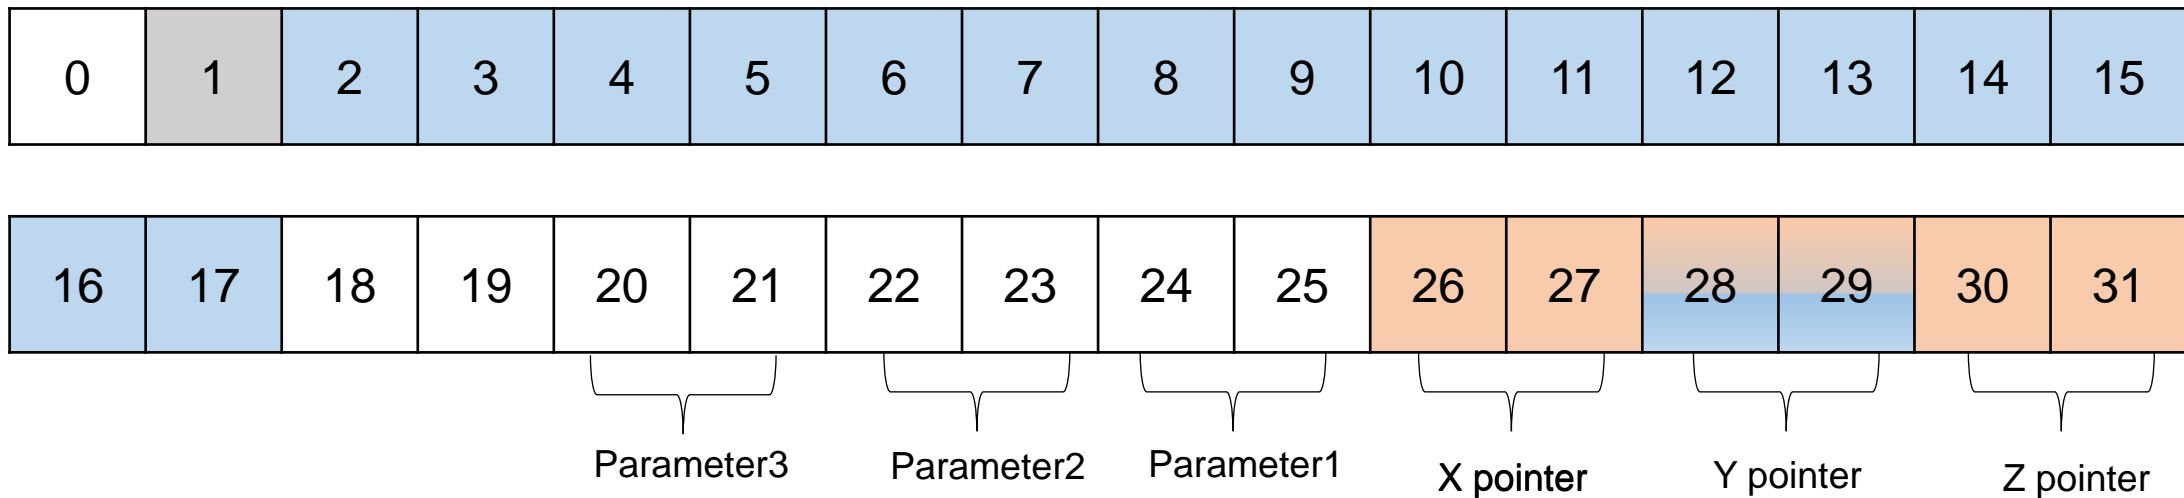 0 1 2 3 4 5 6 7 8 9 10 11 12 13 14 15
16 17 18 19 20 21 22 23 24 25 26 27 28 29 30 31
Parameter3 Parameter2 Parameter1 X pointer Y pointer Z pointer